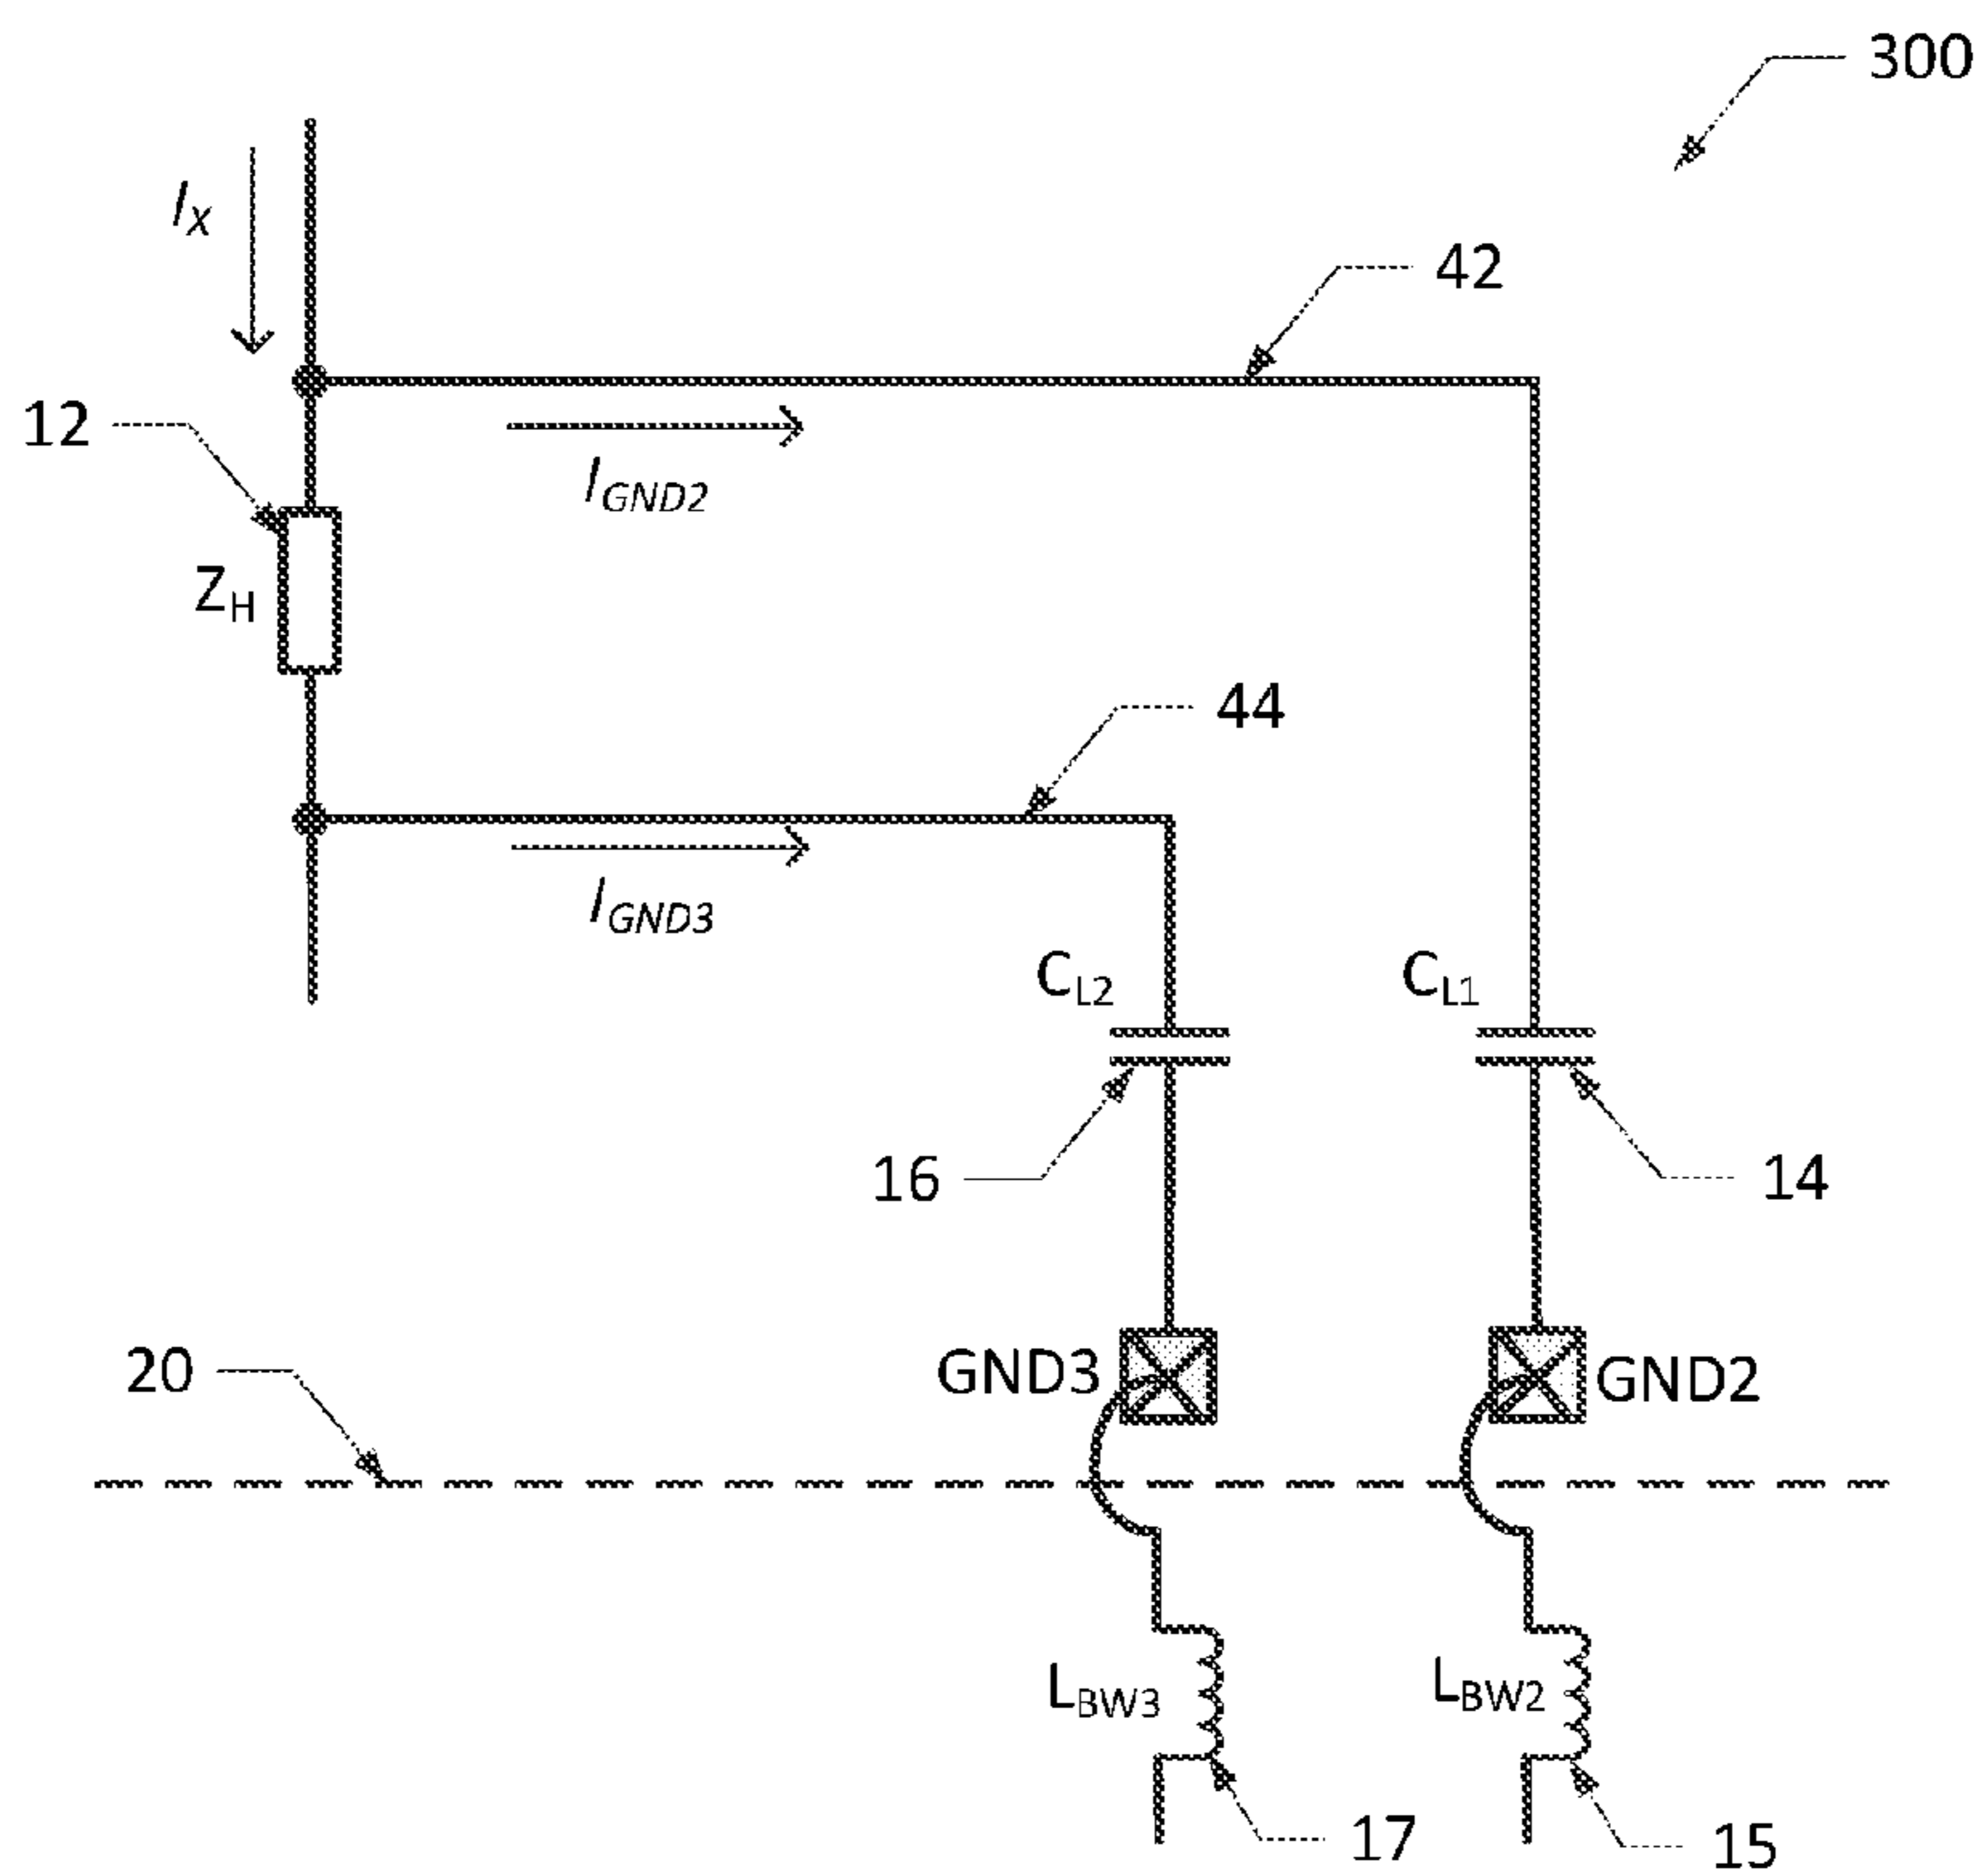 300
I_X
42
12
I_GND2
Z_H
44
I_GND3
C_L2
C_L1
16
14
20
GND3
GND2
L_BW3
L_BW2
17
15